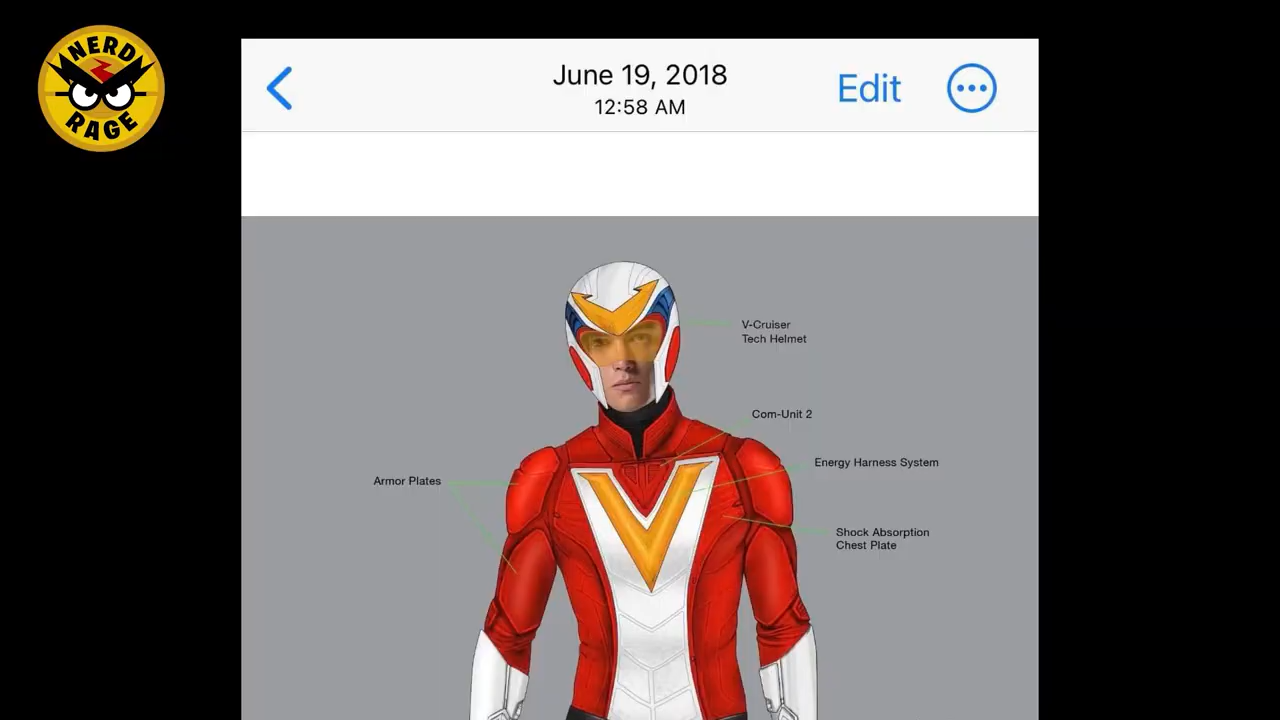 NERD
RAGE
June 19, 2018
12:58 AM
Edit
V-Cruiser
Tech Helmet
Com-Unit 2
Energy Harness System
Armor Plates
Shock Absorption
Chest Plate